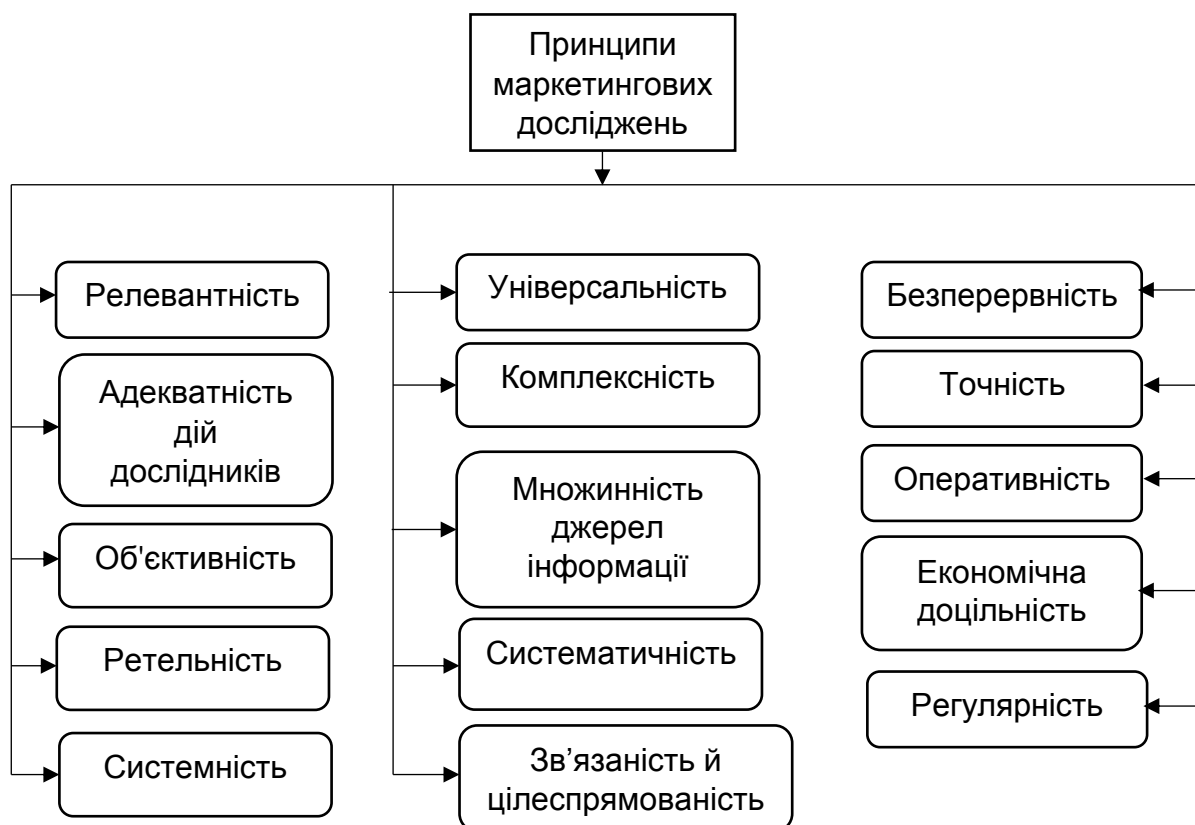 Принципи
маркетингових
досліджень
Релевантність
Адекватність
дій
дослідників
Об'єктивність
Ретельність
Системність
Універсальність
Комплексність
Множинність
джерел
інформації
Систематичність
Зв’язаність й
цілеспрямованість
Безперервність
Точність
Оперативність
Економічна
доцільність
Регулярність